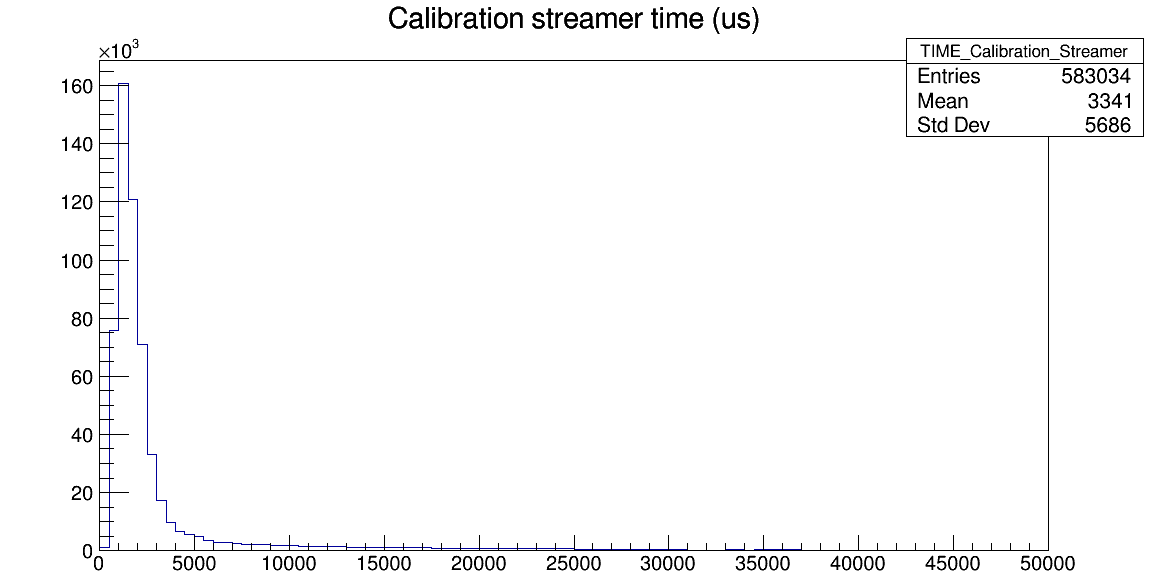 Calibration streamer time (us)
×10³
TIME_Calibration_Streamer
Entries 583034
Mean 3341
Std Dev 5686
160
140
120
100
80
60
40
20
0
0 5000 10000 15000 20000 25000 30000 35000 40000 45000 50000